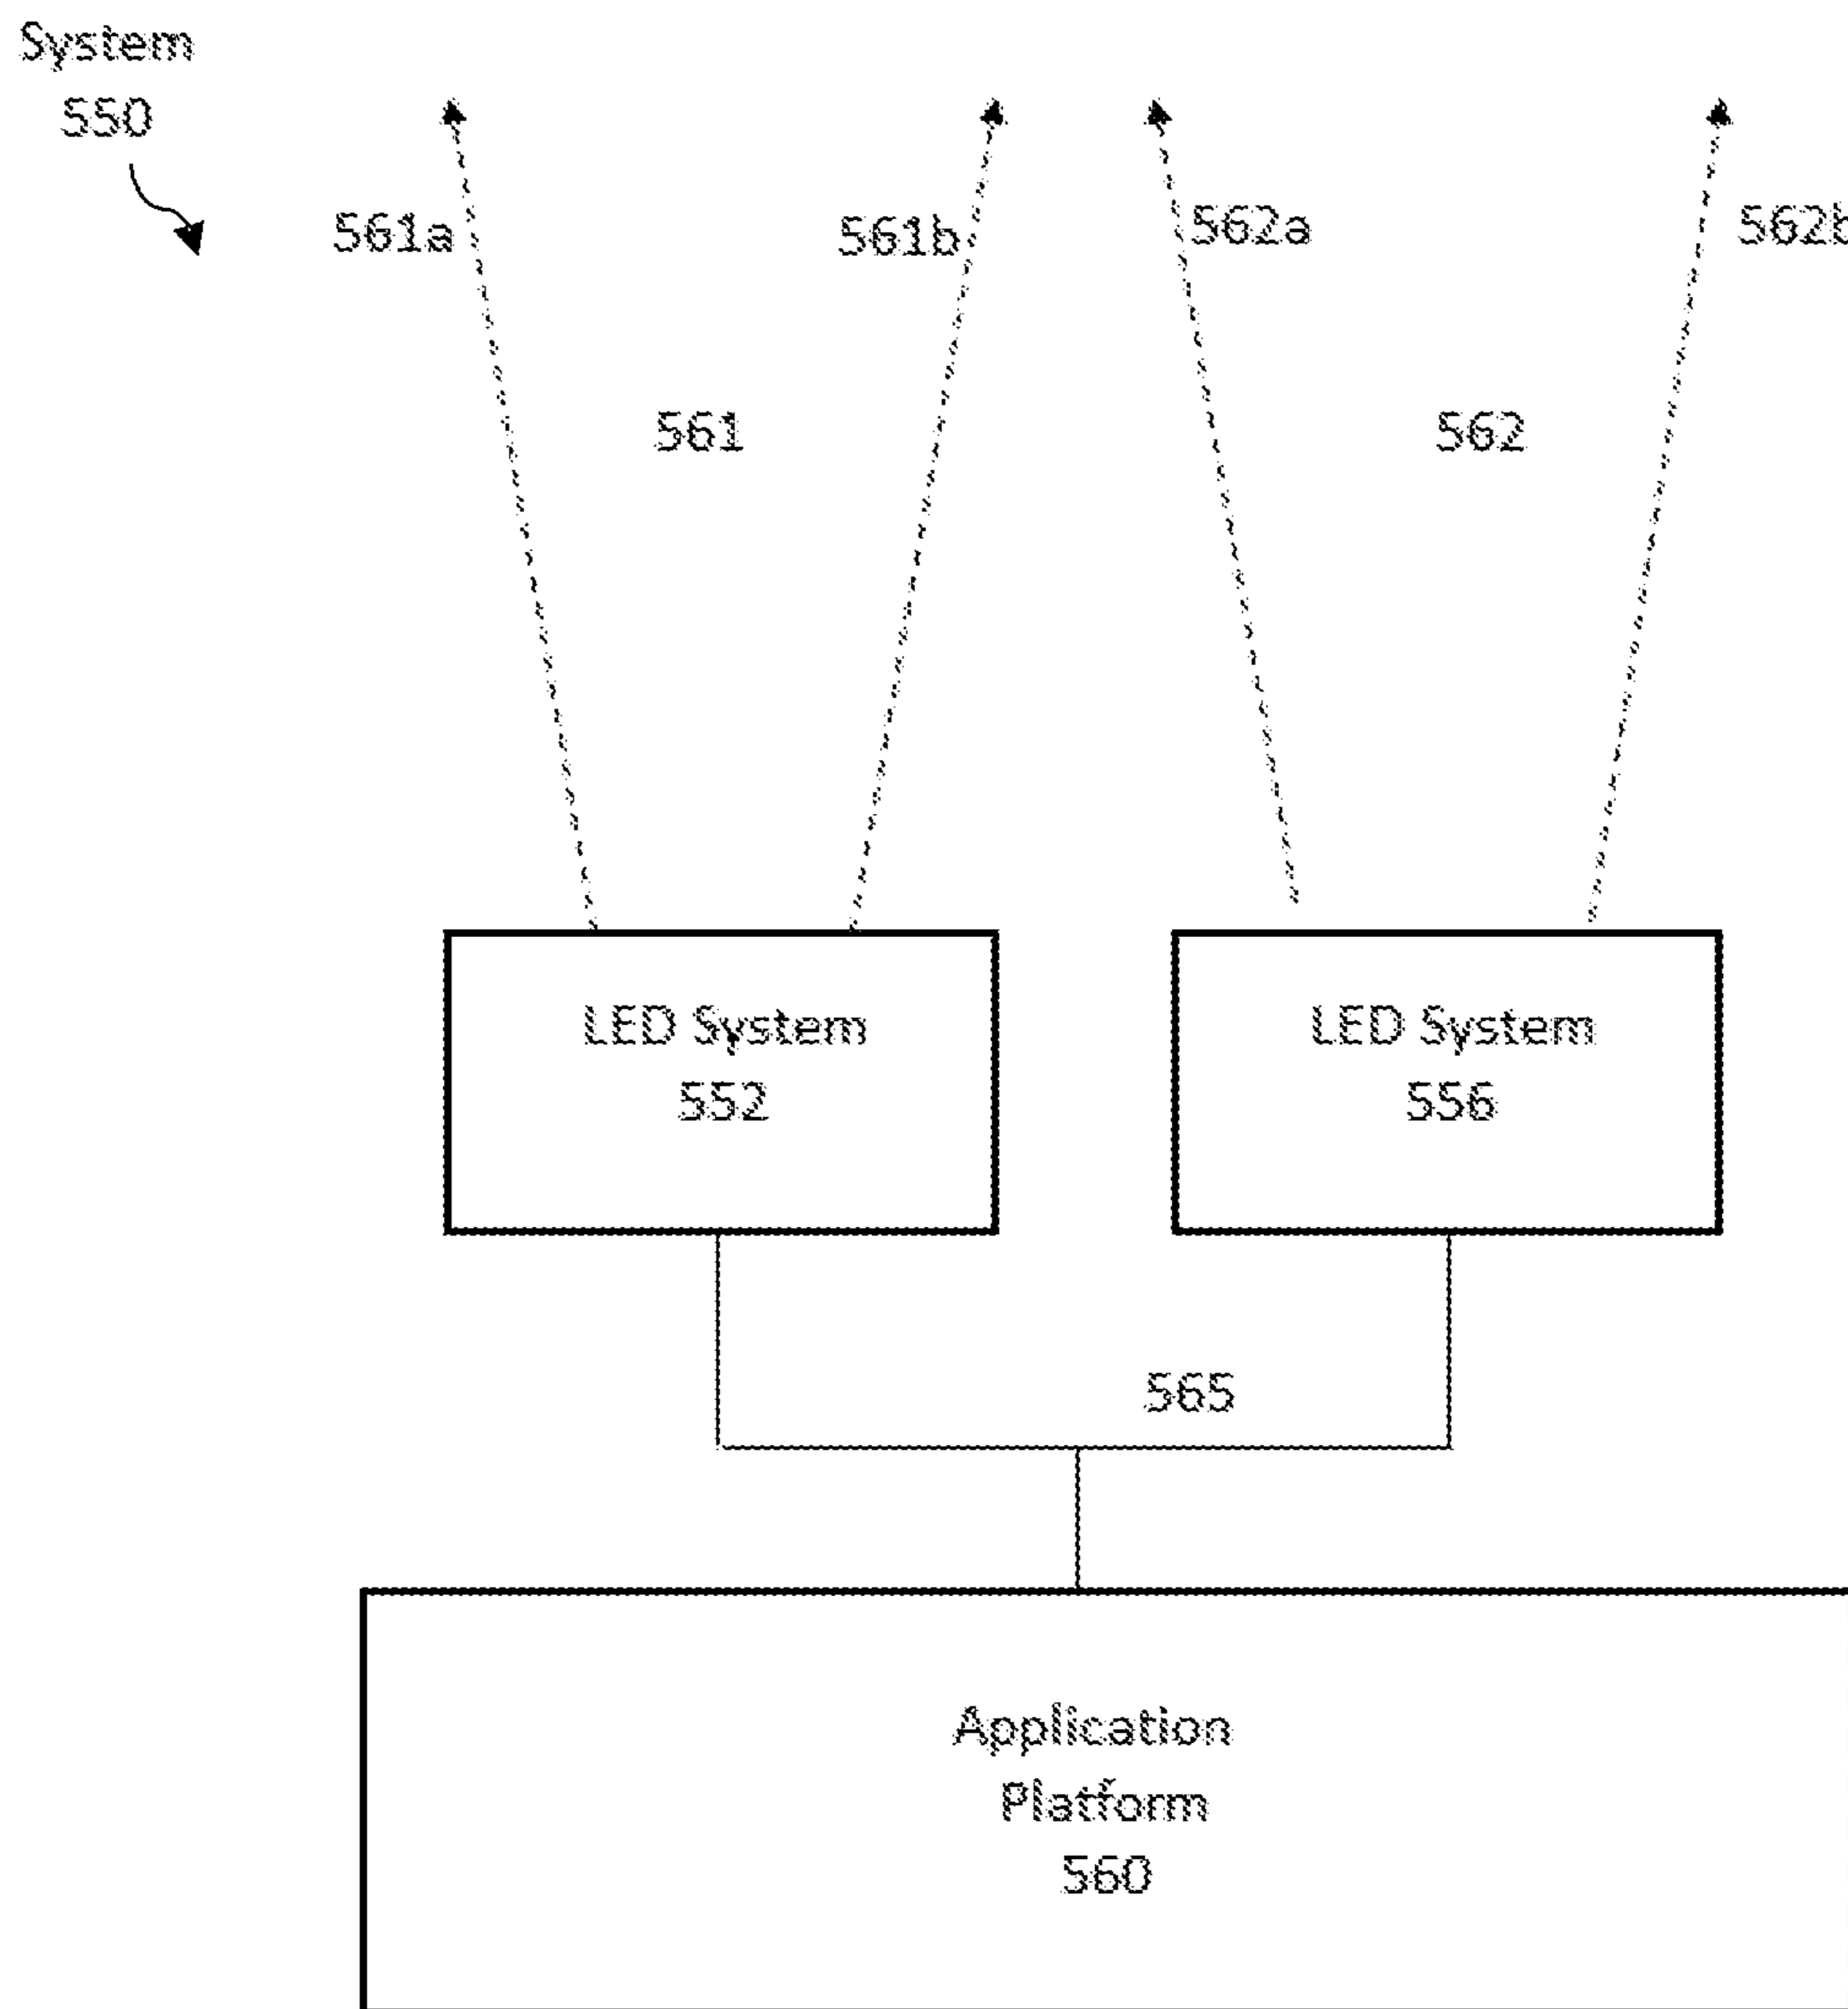 System
550
561a
561b
562a
562b
561
562
LED System
552
LED System
556
565
Application
Platform
560